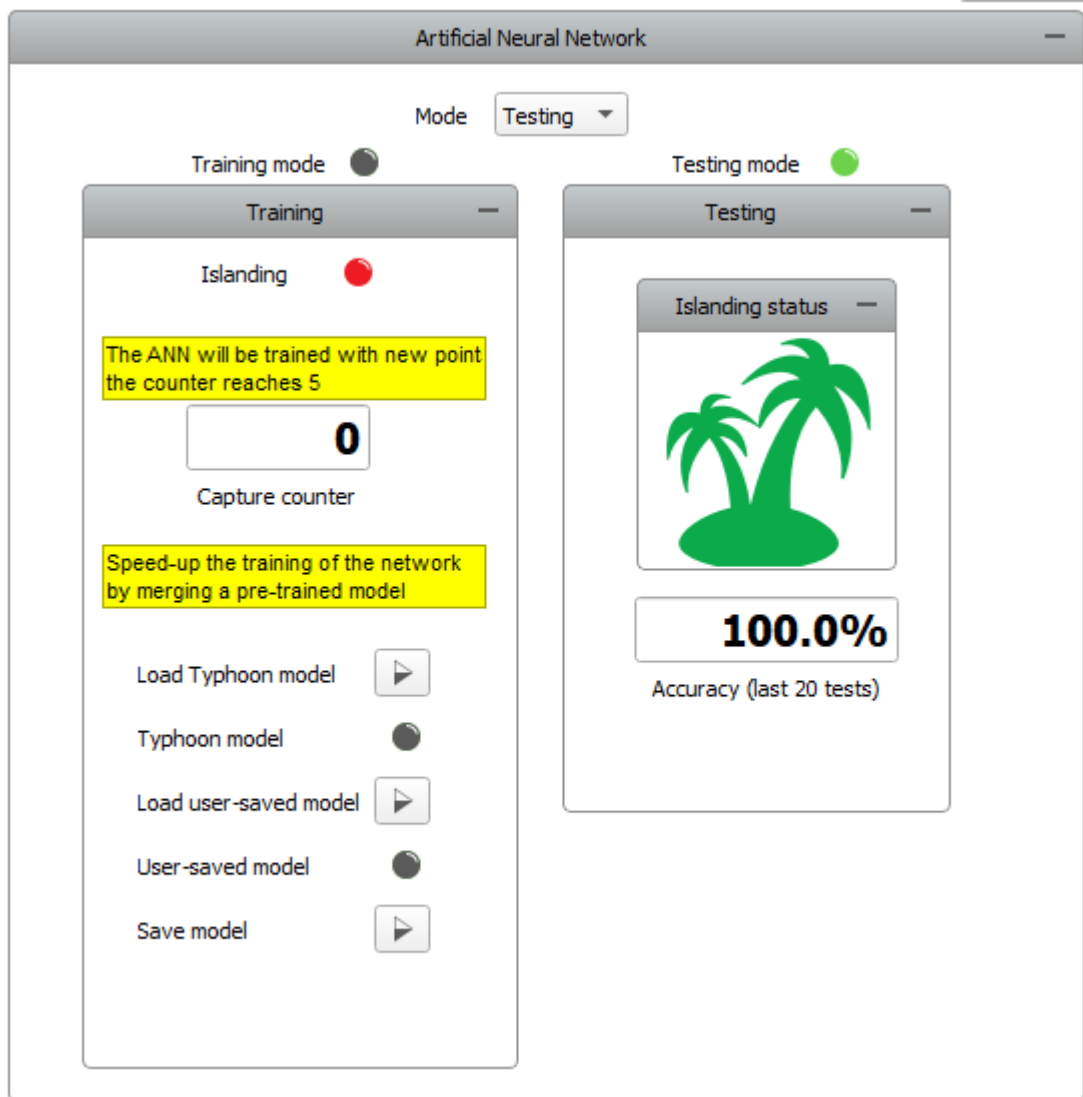 Artificial Neural Network
Mode Testing
Training mode
Testing mode
Training
Testing
Islanding
Islanding status
The ANN will be trained with new point
the counter reaches 5
0
Capture counter
Speed-up the training of the network
by merging a pre-trained model
100.0%
Accuracy (last 20 tests)
Load Typhoon model
Typhoon model
Load user-saved model
User-saved model
Save model